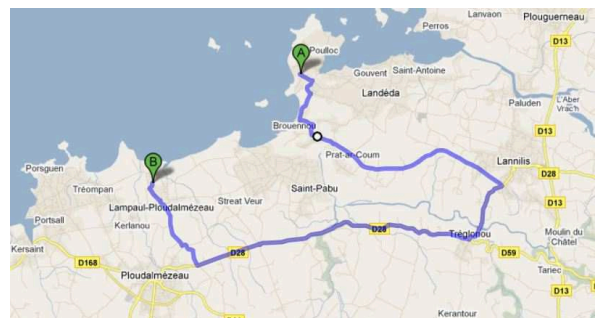 Lanvaon
Plouguerneau
Perros
A
Poulloc
D13
Gouvent
Saint-Antoine
Landéda
Paluden
L'Aber
Vrac'h
Brouennou
D13
Prat-ar-Coum
Lannilis
B
Porsguen
D28
Tréompan
Saint-Pabu
Streat Veur
Lampaul-Ploudalmézeau
D13
Portsall
Kerlanou
D28
Tréglonou
Moulin du
Châtel
Kersaint
D28
D59
D168
Ploudalmézeau
Tariec
D13
Kerantour